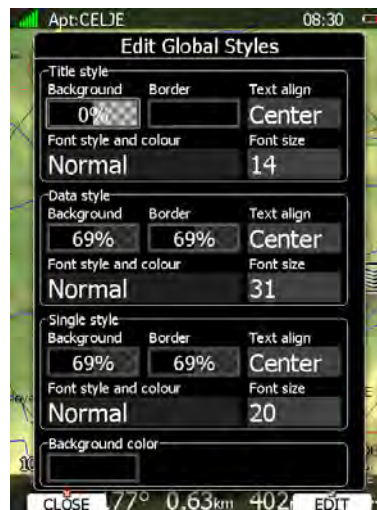 Apt:CELJE 08:30
Edit Global Styles
Title style
Background Border Text align
0% Center
Font style and colour Font size
Normal 14
Data style
Background Border Text align
69% 69% Center
Font style and colour Font size
Normal 31
Single style
Background Border Text align
69% 69% Center
Font style and colour Font size
Normal 20
Background color
CLOSE 77° 0.63km 402 EDIT